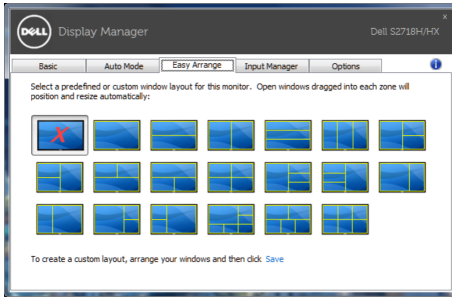 DELL Display Manager
×
Dell S2718H/HX
Basic Auto Mode Easy Arrange Input Manager Options i
Select a predefined or custom window layout for this monitor. Open windows dragged into each zone will
position and resize automatically:
X
To create a custom layout, arrange your windows and then click Save